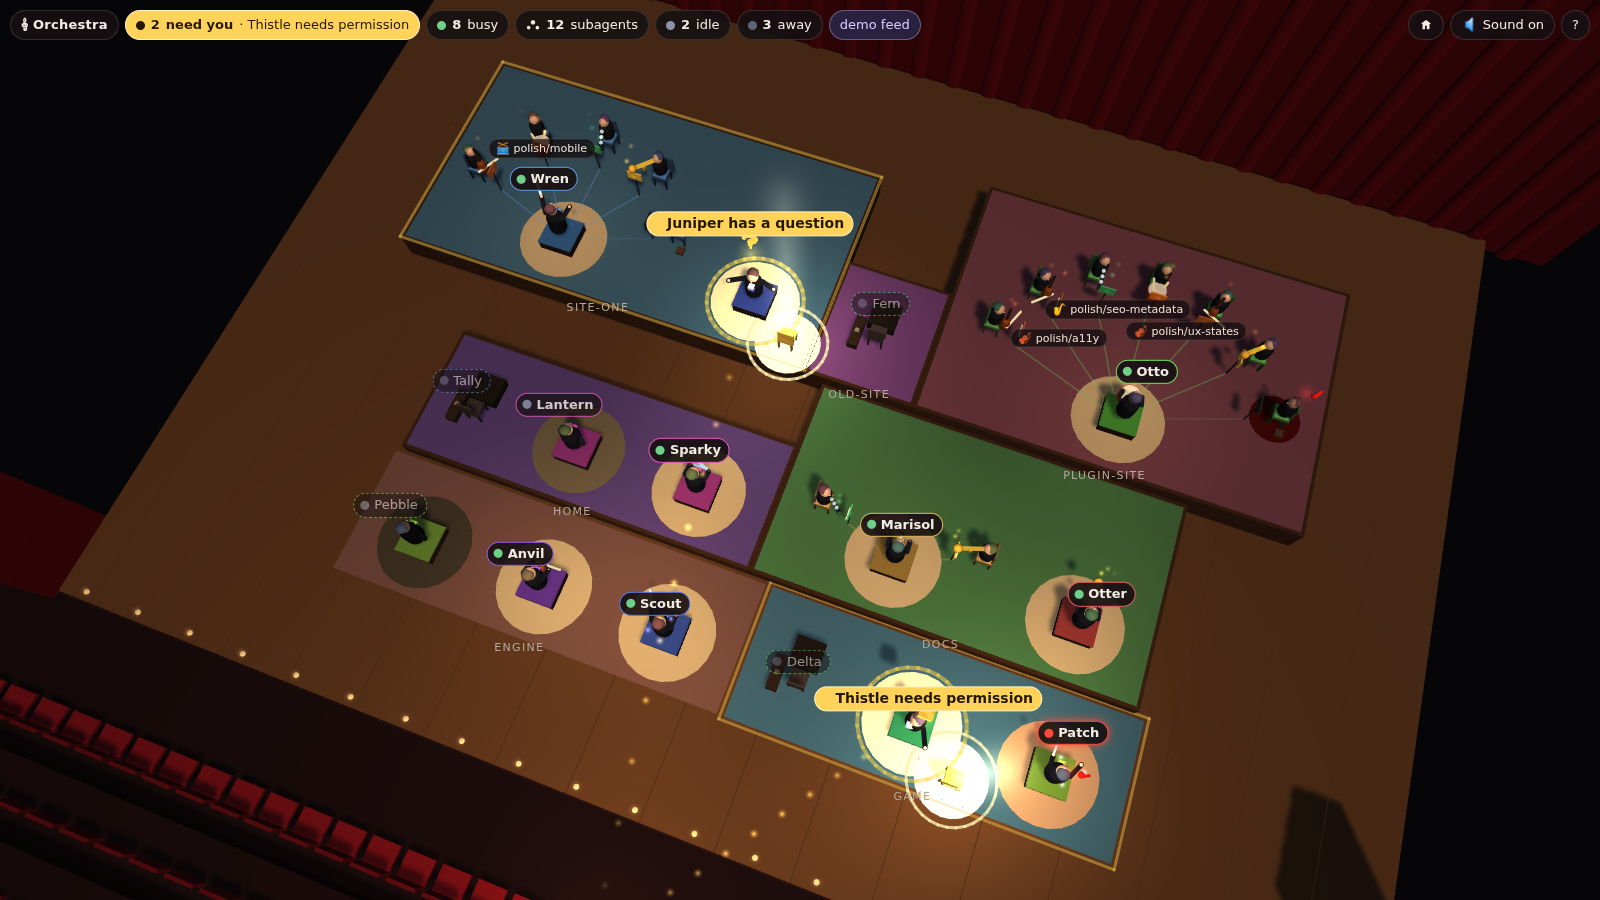 Orchestra
2 need you · Thistle needs permission
8 busy
12 subagents
2 idle
3 away
demo feed
Sound on
?
polish/mobile
Wren
Juniper has a question
SITE-ONE
Fern
OLD-SITE
polish/seo-metadata
polish/a11y
polish/ux-states
Otto
PLUGIN-SITE
Tally
Lantern
Sparky
HOME
Pebble
Anvil
Scout
ENGINE
Marisol
Otter
DOCS
Delta
Thistle needs permission
Patch
GAME